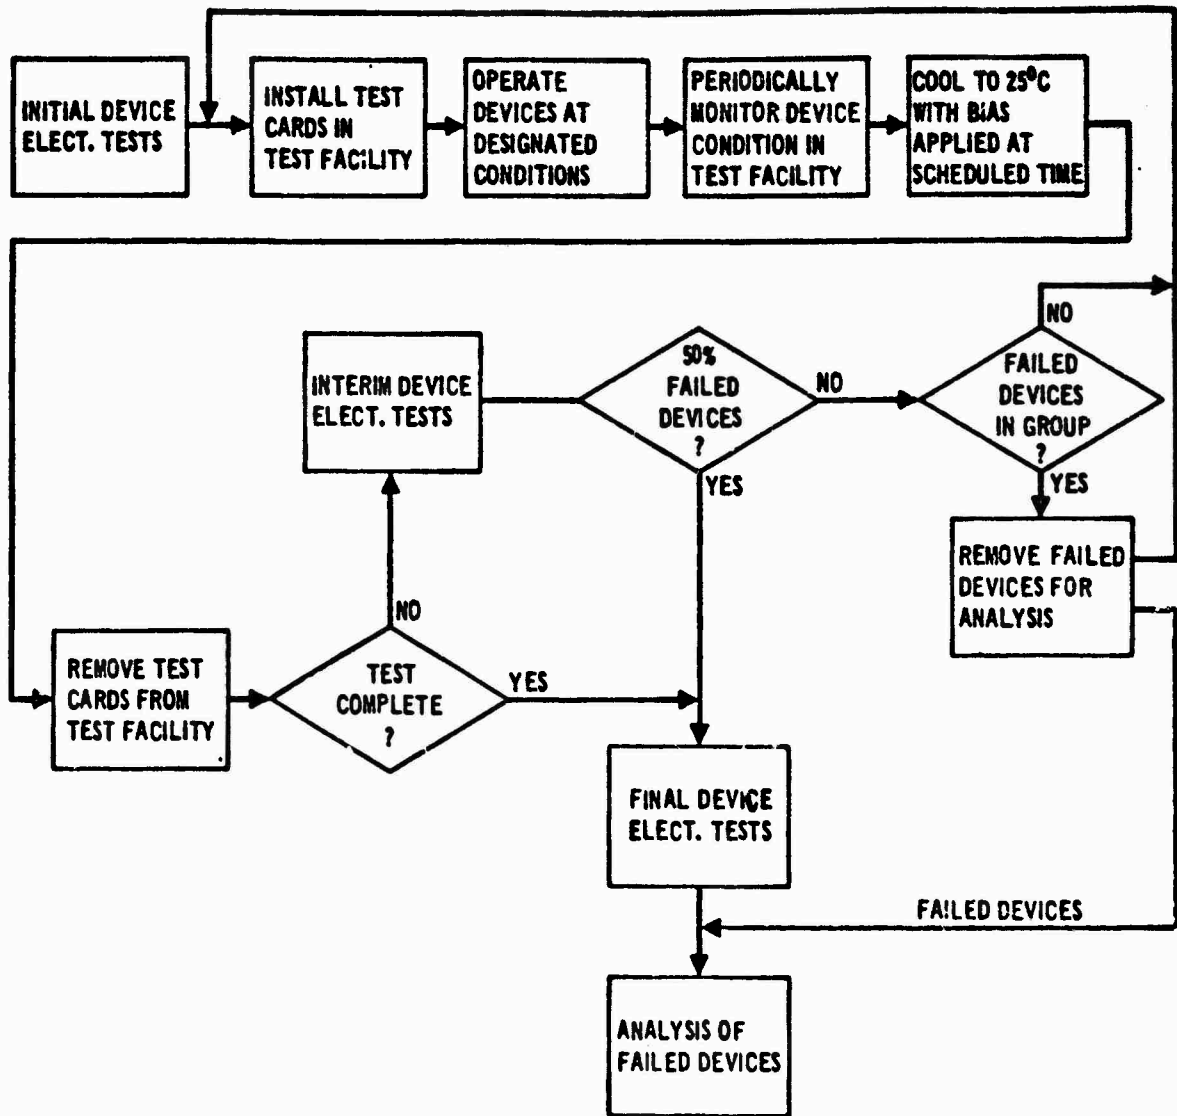 INITIAL DEVICE
ELECT. TESTS
INSTALL TEST
CARDS IN
TEST FACILITY
OPERATE
DEVICES AT
DESIGNATED
CONDITIONS
PERIODICALLY
MONITOR DEVICE
CONDITION IN
TEST FACILITY
COOL TO 25°C
WITH BIAS
APPLIED AT
SCHEDULED TIME
INTERIM DEVICE
ELECT. TESTS
50%
FAILED
DEVICES
?
NO
YES
FAILED
DEVICES
IN GROUP
?
NO
YES
REMOVE FAILED
DEVICES FOR
ANALYSIS
REMOVE TEST
CARDS FROM
TEST FACILITY
TEST
COMPLETE
?
NO
YES
FINAL DEVICE
ELECT. TESTS
FAILED DEVICES
ANALYSIS OF
FAILED DEVICES